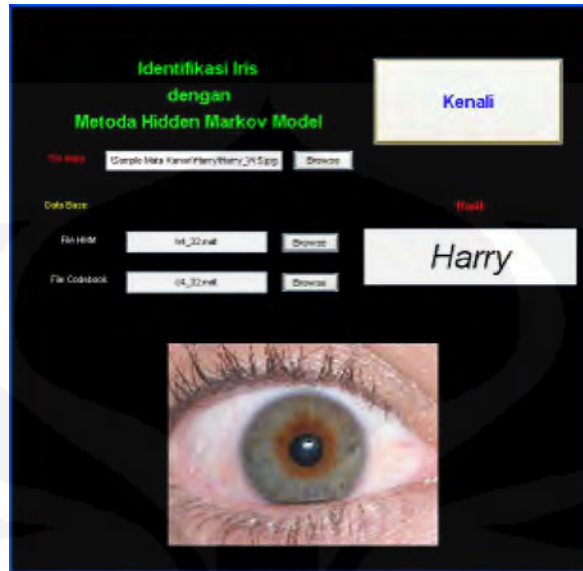 Identifikasi Iris
dengan
Metoda Hidden Markov Model
Kenali
Browse
Data Base
Hasil
File HMM
Browse
Harry
File Codebook
Browse